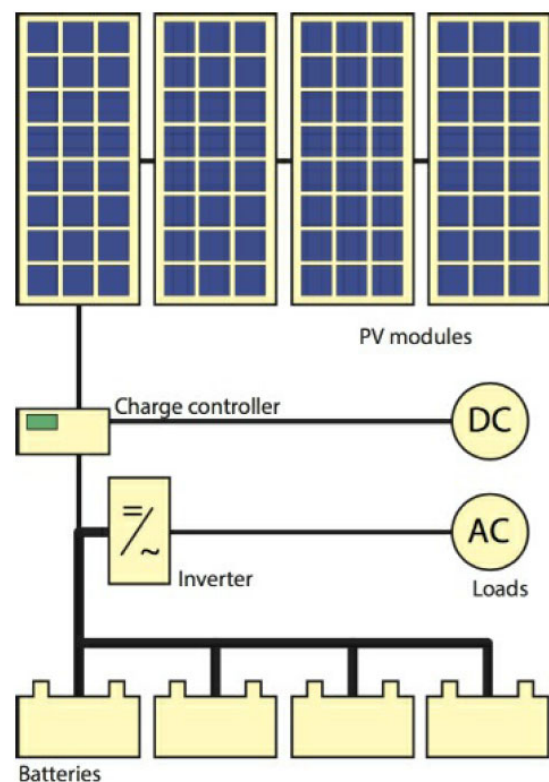 PV modules
Charge controller
DC
AC
Inverter
Loads
Batteries